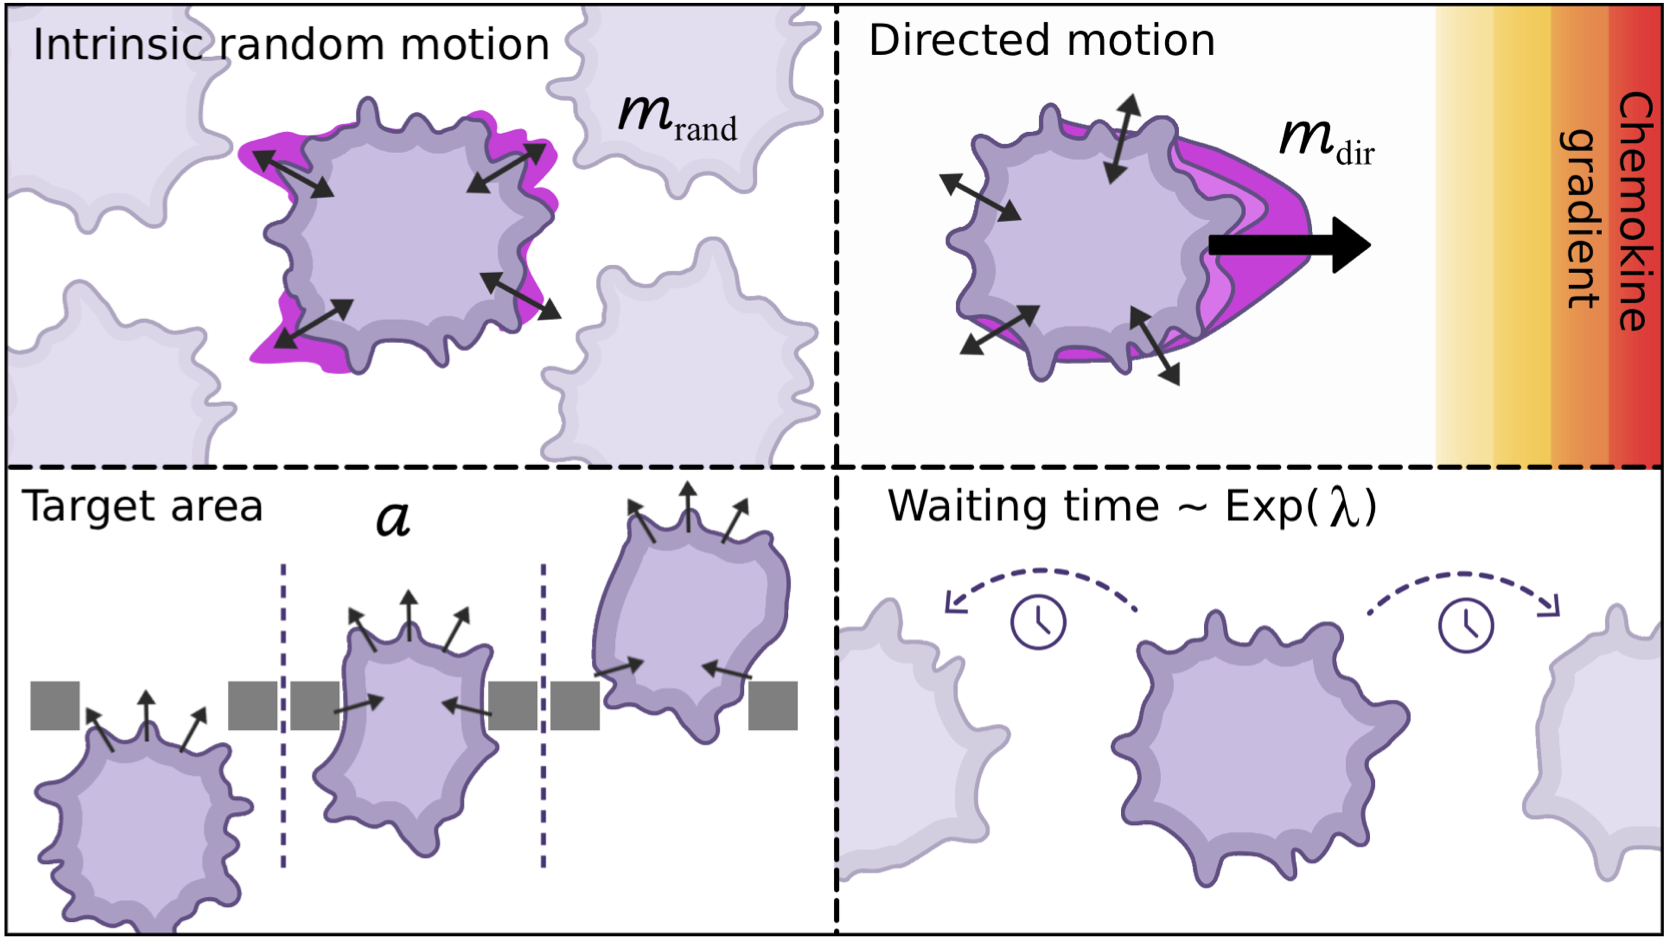 Intrinsic random motion
m_rand
Directed motion
m_dir
Chemokine
gradient
Target area
a
Waiting time ~ Exp(λ)